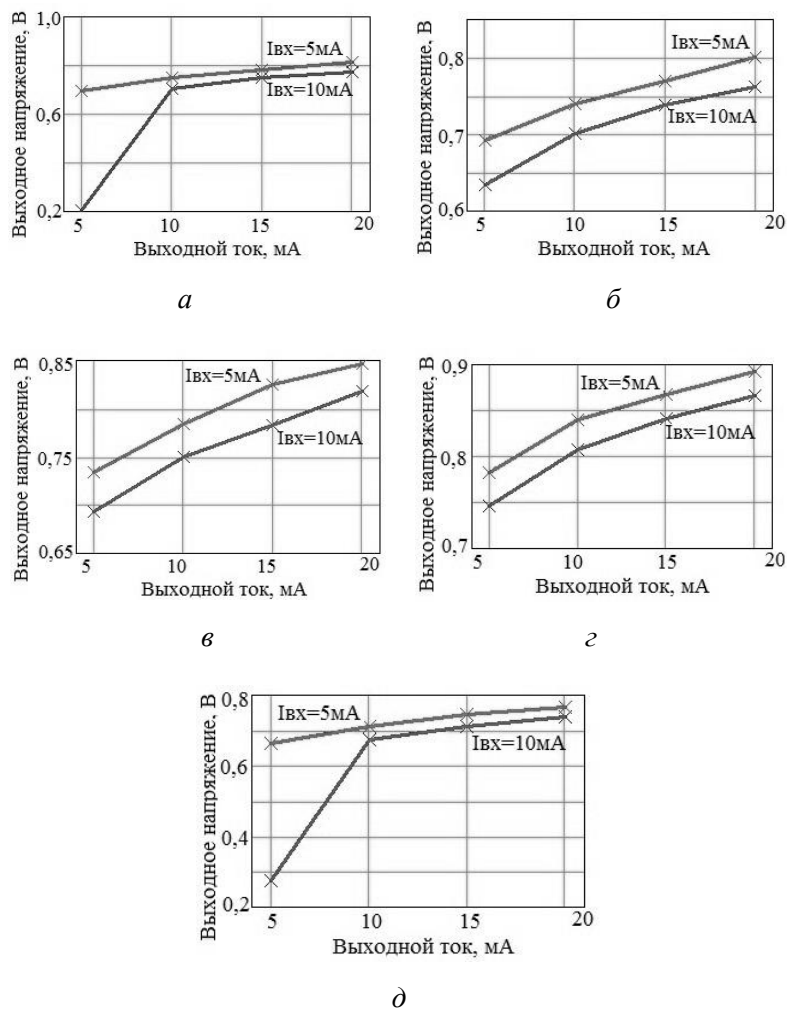 Выходное напряжение, В
1,0
0,6
0,2
Iвх=5мА
Iвх=10мА
5 10 15 20
Выходной ток, мА
а
Выходное напряжение, В
0,8
0,7
0,6
Iвх=5мА
Iвх=10мА
5 10 15 20
Выходной ток, мА
б
Выходное напряжение, В
0,85
0,75
0,65
Iвх=5мА
Iвх=10мА
5 10 15 20
Выходной ток, мА
в
Выходное напряжение, В
0,9
0,8
0,7
Iвх=5мА
Iвх=10мА
5 10 15 20
Выходной ток, мА
г
Выходное напряжение, В
0,8
0,6
0,4
0,2
Iвх=5мА
Iвх=10мА
5 10 15 20
Выходной ток, мА
д